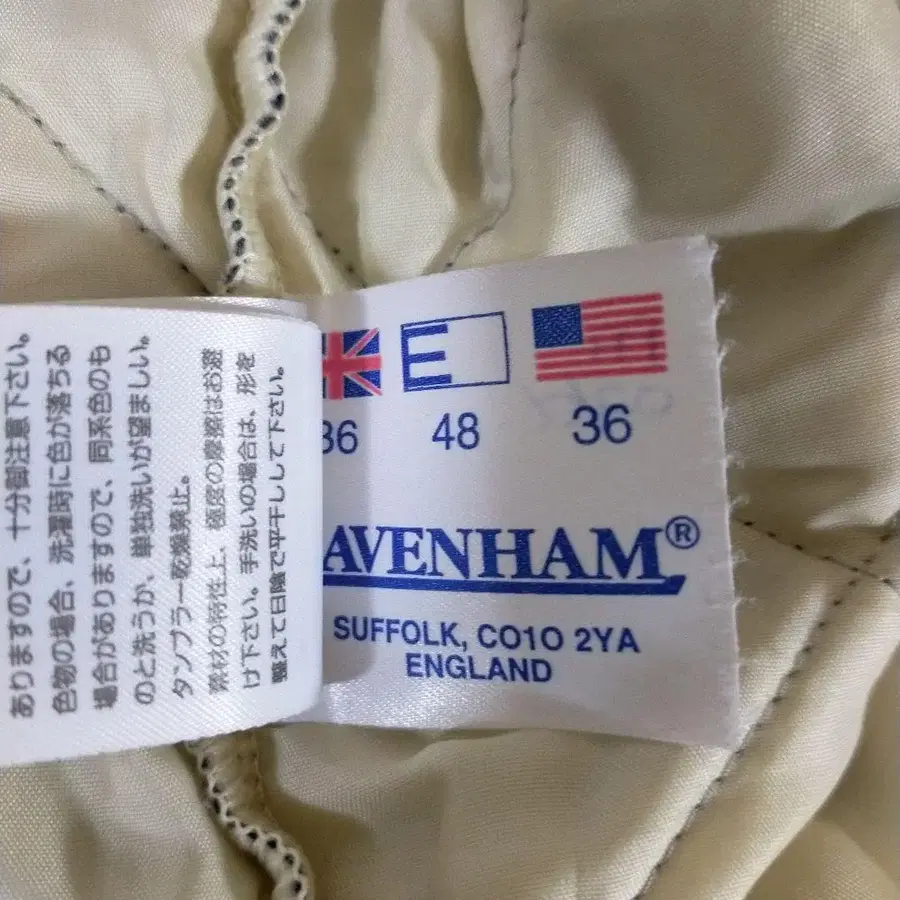 ありますので、十分御注意下さい。
色物の場合、洗濯時に色が落ちる
場合がありますので、同系色のも
のと洗うか、単独洗いが望ましい。
タンブラー乾燥禁止。
素材の特性上、極度の摩擦はお避
け下さい。手洗いの場合は、形を
整えて日陰で平干しして下さい。
E
36 48 36
AVENHAM®
SUFFOLK, CO10 2YA
ENGLAND